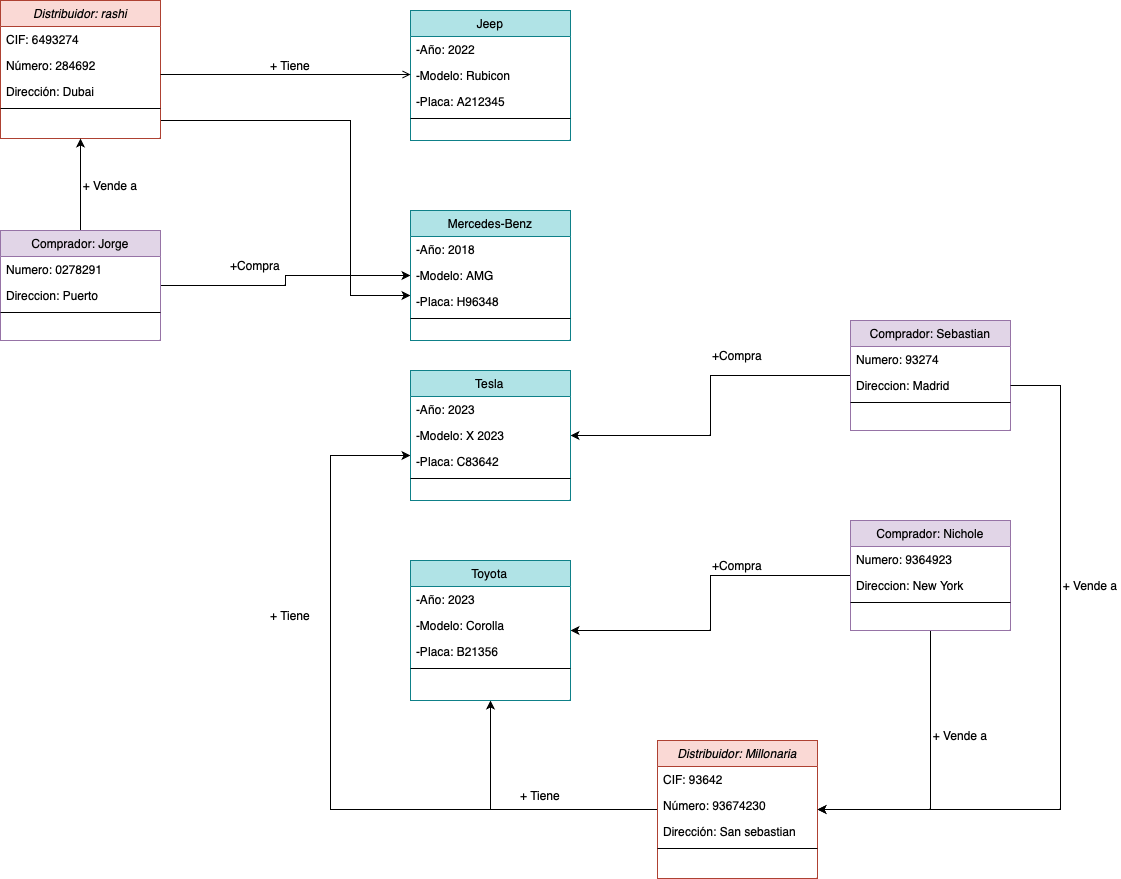 Distribuidor: rashi
CIF: 6493274
Número: 284692
Dirección: Dubai
+ Tiene
Jeep
-Año: 2022
-Modelo: Rubicon
-Placa: A212345
+ Vende a
Comprador: Jorge
Numero: 0278291
Direccion: Puerto
+Compra
Mercedes-Benz
-Año: 2018
-Modelo: AMG
-Placa: H96348
Tesla
-Año: 2023
-Modelo: X 2023
-Placa: C83642
+Compra
Comprador: Sebastian
Numero: 93274
Direccion: Madrid
Toyota
-Año: 2023
-Modelo: Corolla
-Placa: B21356
+Compra
Comprador: Nichole
Numero: 9364923
Direccion: New York
+ Vende a
+ Tiene
+ Vende a
+ Tiene
Distribuidor: Millonaria
CIF: 93642
Número: 93674230
Dirección: San sebastian